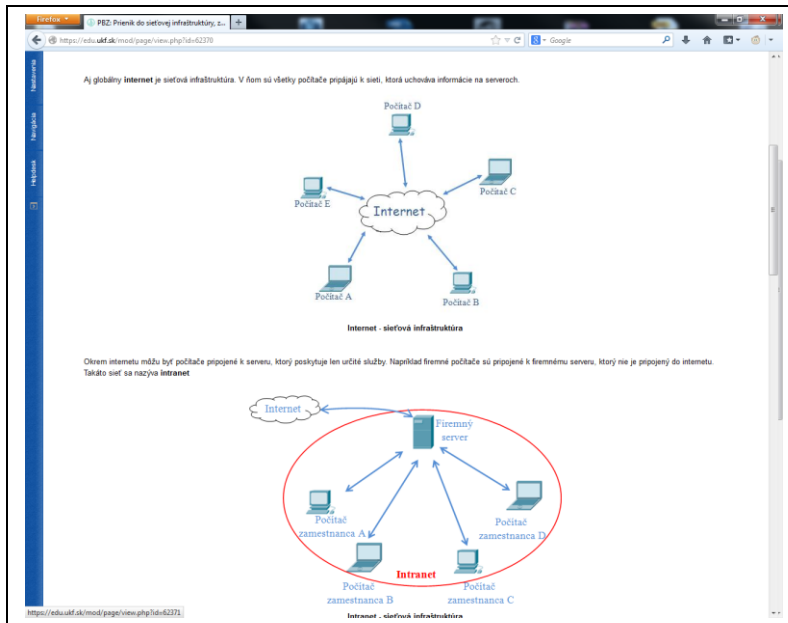 Firefox
PBZ: Prienik do sieťovej infraštruktúry, z...
https://edu.ukf.sk/mod/page/view.php?id=62370
Google
Nastavenia
Navigácia
Helpdesk
Aj globálny internet je sieťová infraštruktúra. V ňom sú všetky počítače pripájajú k sieti, ktorá uchováva informácie na serveroch.
Počítač D
Počítač E
Počítač C
Internet
Počítač A
Počítač B
Internet - sieťová infraštruktúra
Okrem internetu môžu byť počítače pripojené k serveru, ktorý poskytuje len určité služby. Napríklad firemné počítače sú pripojené k firemnému serveru, ktorý nie je pripojený do internetu.
Takáto sieť sa nazýva intranet
Internet
Firemný
server
Počítač
zamestnanca A
Počítač
zamestnanca D
Intranet
Počítač
zamestnanca B
Počítač
zamestnanca C
https://edu.ukf.sk/mod/page/view.php?id=62371
Intranet - sieťová infraštruktúra